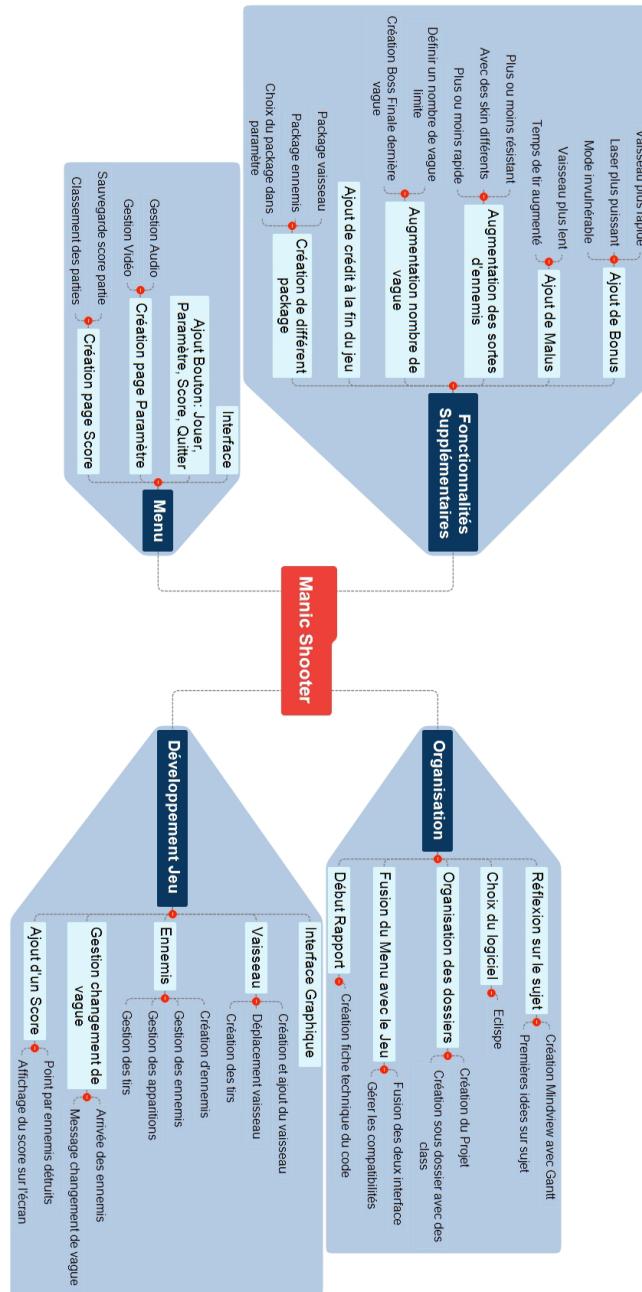 Manic Shooter
Organisation
Réflexion sur le sujet
Création Mindview avec Gantt
Premières idées sur sujet
Choix du logiciel
Eclispe
Organisation des dossiers
Création du Projet
Création sous dossier avec des
class
Fusion du Menu avec le Jeu
Fusion des deux interface
Gérer les compatibilités
Début Rapport
Création fiche technique du code
Développement Jeu
Interface Graphique
Vaisseau
Création et ajout du vaisseau
Déplacement vaisseau
Création des tirs
Ennemis
Création d'ennemis
Gestion des ennemis
Gestion des apparitions
Gestion des tirs
Gestion changement de
vague
Arrivée des ennemis
Message changement de vague
Ajout d'un Score
Point par ennemis détruits
Affichage du score sur l'écran
Fonctionnalités
Supplémentaires
Ajout de Bonus
Vaisseau plus rapide
Laser plus puissant
Mode invulnérable
Ajout de Malus
Vaisseau plus lent
Temps de tir augmenté
Augmentation des sortes
d'ennemis
Plus ou moins résistant
Avec des skin différents
Plus ou moins rapide
Augmentation nombre de
vague
Définir un nombre de vague
limite
Création Boss Finale dernière
vague
Ajout de crédit à la fin du jeu
Création de différent
package
Package vaisseau
Package ennemis
Choix du package dans
paramètre
Menu
Interface
Ajout Bouton: Jouer,
Paramètre, Score, Quitter
Création page Paramètre
Gestion Audio
Gestion Vidéo
Création page Score
Sauvegarde score partie
Classement des parties